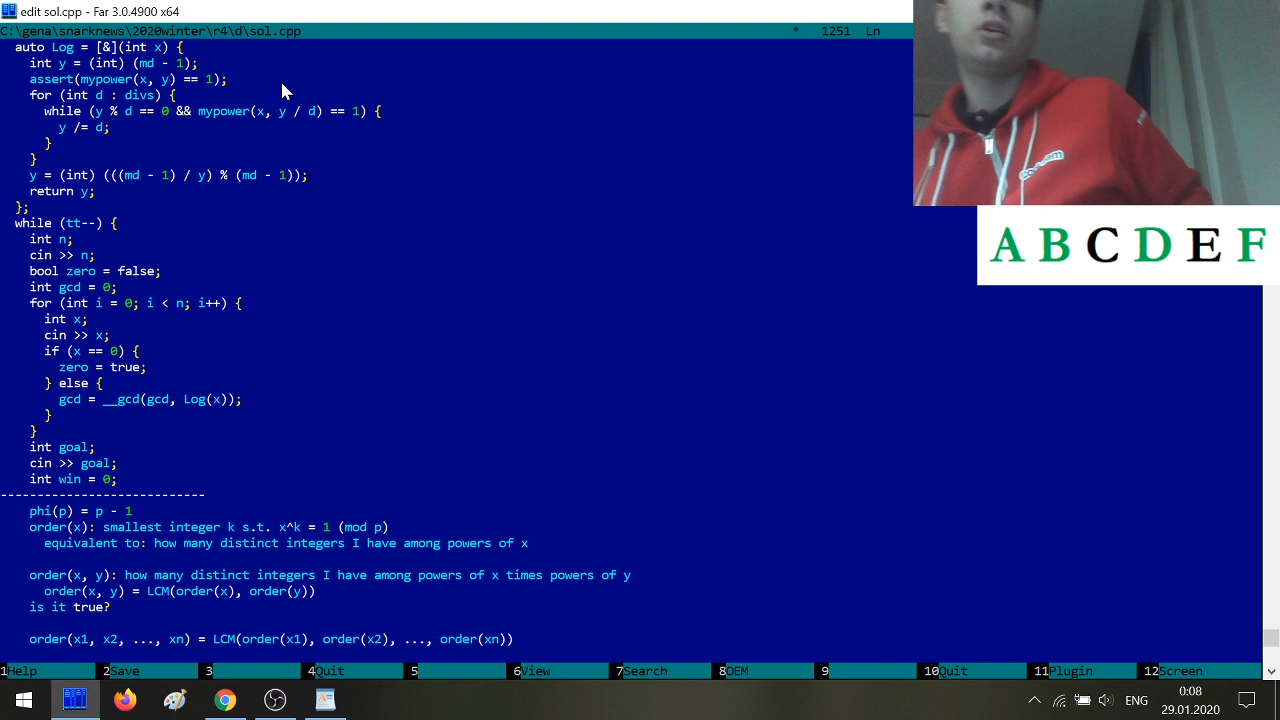 edit sol.cpp - Far 3.0.4900 x64
C:\gena\snarknews\2020winter\r4\d\sol.cpp * 1251 Ln
auto Log = [&](int x) {
int y = (int) (md - 1);
assert(mypower(x, y) == 1);
for (int d : divs) {
while (y % d == 0 && mypower(x, y / d) == 1) {
y /= d;
}
}
y = (int) (((md - 1) / y) % (md - 1));
return y;
};
while (tt--) {
int n;
cin >> n;
bool zero = false;
int gcd = 0;
for (int i = 0; i < n; i++) {
int x;
cin >> x;
if (x == 0) {
zero = true;
} else {
gcd = __gcd(gcd, Log(x));
}
}
int goal;
cin >> goal;
int win = 0;
----------------------------
phi(p) = p - 1
order(x): smallest integer k s.t. x^k = 1 (mod p)
equivalent to: how many distinct integers I have among powers of x
order(x, y): how many distinct integers I have among powers of x times powers of y
order(x, y) = LCM(order(x), order(y))
is it true?
order(x1, x2, ..., xn) = LCM(order(x1), order(x2), ..., order(xn))
1Help 2Save 3 4Quit 5 6View 7Search 8OEM 9 10Quit 11Plugin 12Screen
A B C D E F
ENG
0:08
29.01.2020